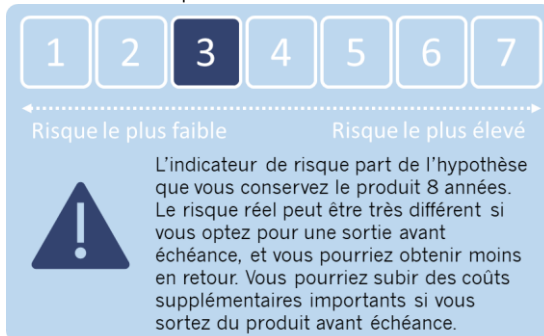 1 2 3 4 5 6 7
Risque le plus faible Risque le plus élevé
L'indicateur de risque part de l'hypothèse
que vous conservez le produit 8 années.
Le risque réel peut être très différent si
vous optez pour une sortie avant
échéance, et vous pourriez obtenir moins
en retour. Vous pourriez subir des coûts
supplémentaires importants si vous
sortez du produit avant échéance.